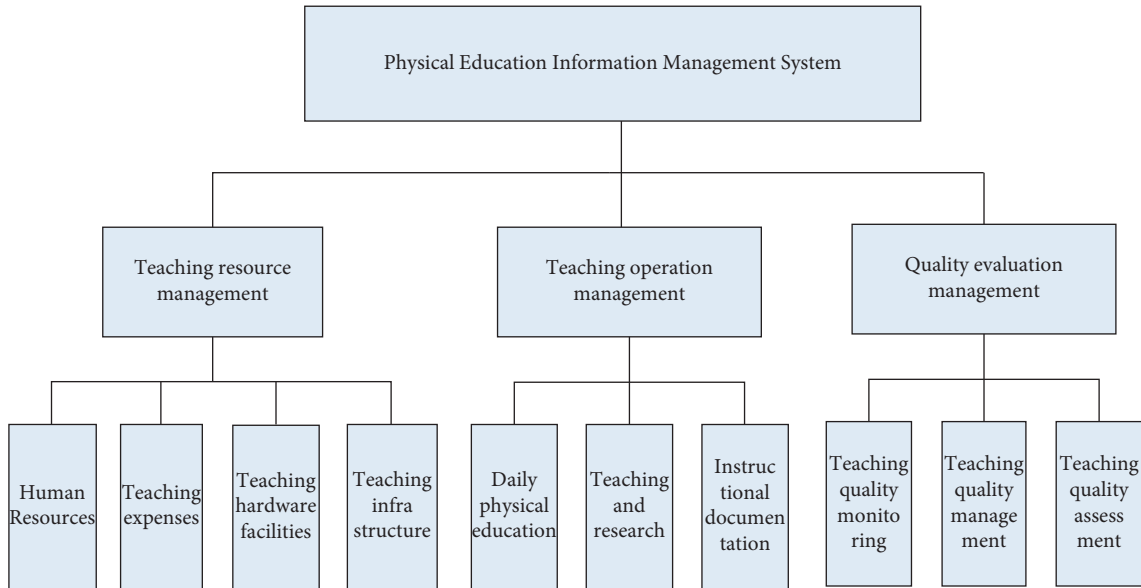 Physical Education Information Management System
Teaching resource
management
Teaching operation
management
Quality evaluation
management
Human
Resources
Teaching
expenses
Teaching
hardware
facilities
Teaching
infra
structure
Daily
physical
education
Teaching
and
research
Instruc
tional
documen
tation
Teaching
quality
monito
ring
Teaching
quality
manage
ment
Teaching
quality
assess
ment